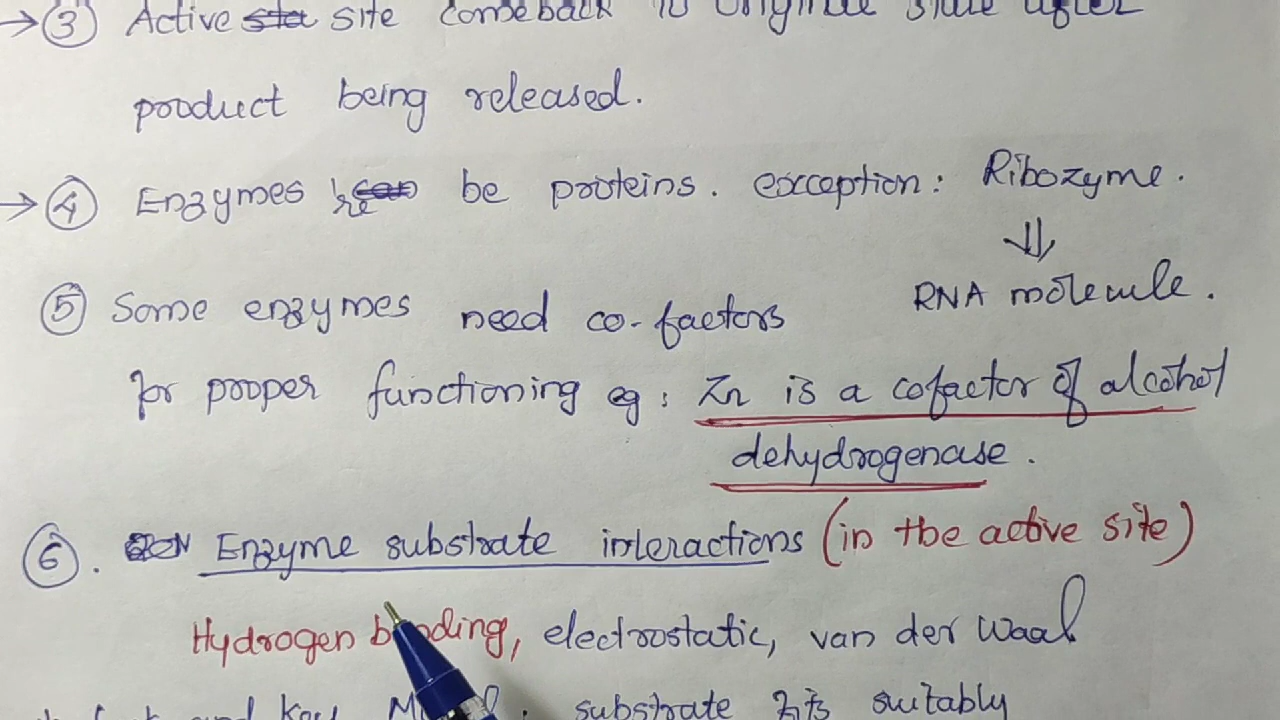 → ③ Active site comeback to original state after
product being released.
→ ④ Enzymes be proteins. exception: Ribozyme.
⇓
RNA molecule.
⑤ Some enzymes need co-factors
for proper functioning eg: Zn is a cofactor of alcohol
dehydrogenase.
⑥. Enzyme substrate interactions (in the active site)
Hydrogen bonding, electrostatic, van der Waal
and Key substrate fits suitably